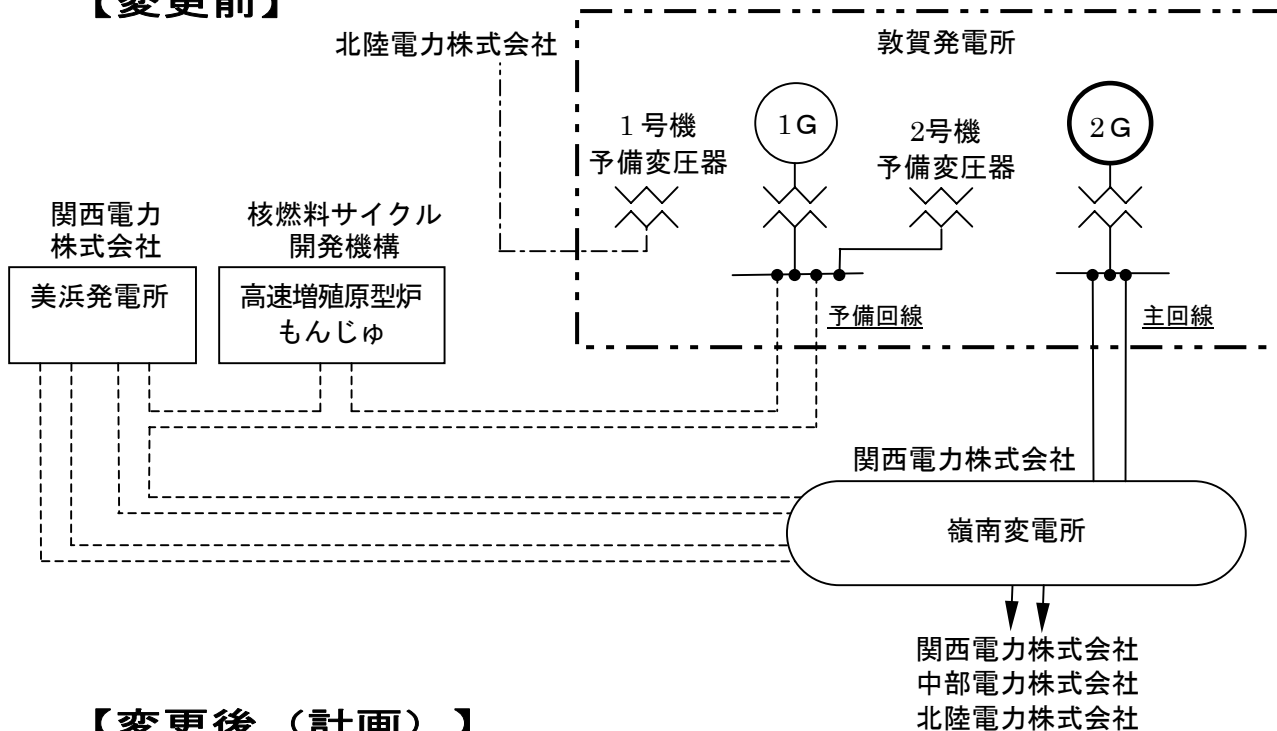 【変更前】
北陸電力株式会社
敦賀発電所
1号機
予備変圧器
1G
2号機
予備変圧器
2G
関西電力
株式会社
核燃料サイクル
開発機構
美浜発電所
高速増殖原型炉
もんじゅ
予備回線
主回線
関西電力株式会社
嶺南変電所
関西電力株式会社
中部電力株式会社
北陸電力株式会社
【変更後（計画）】